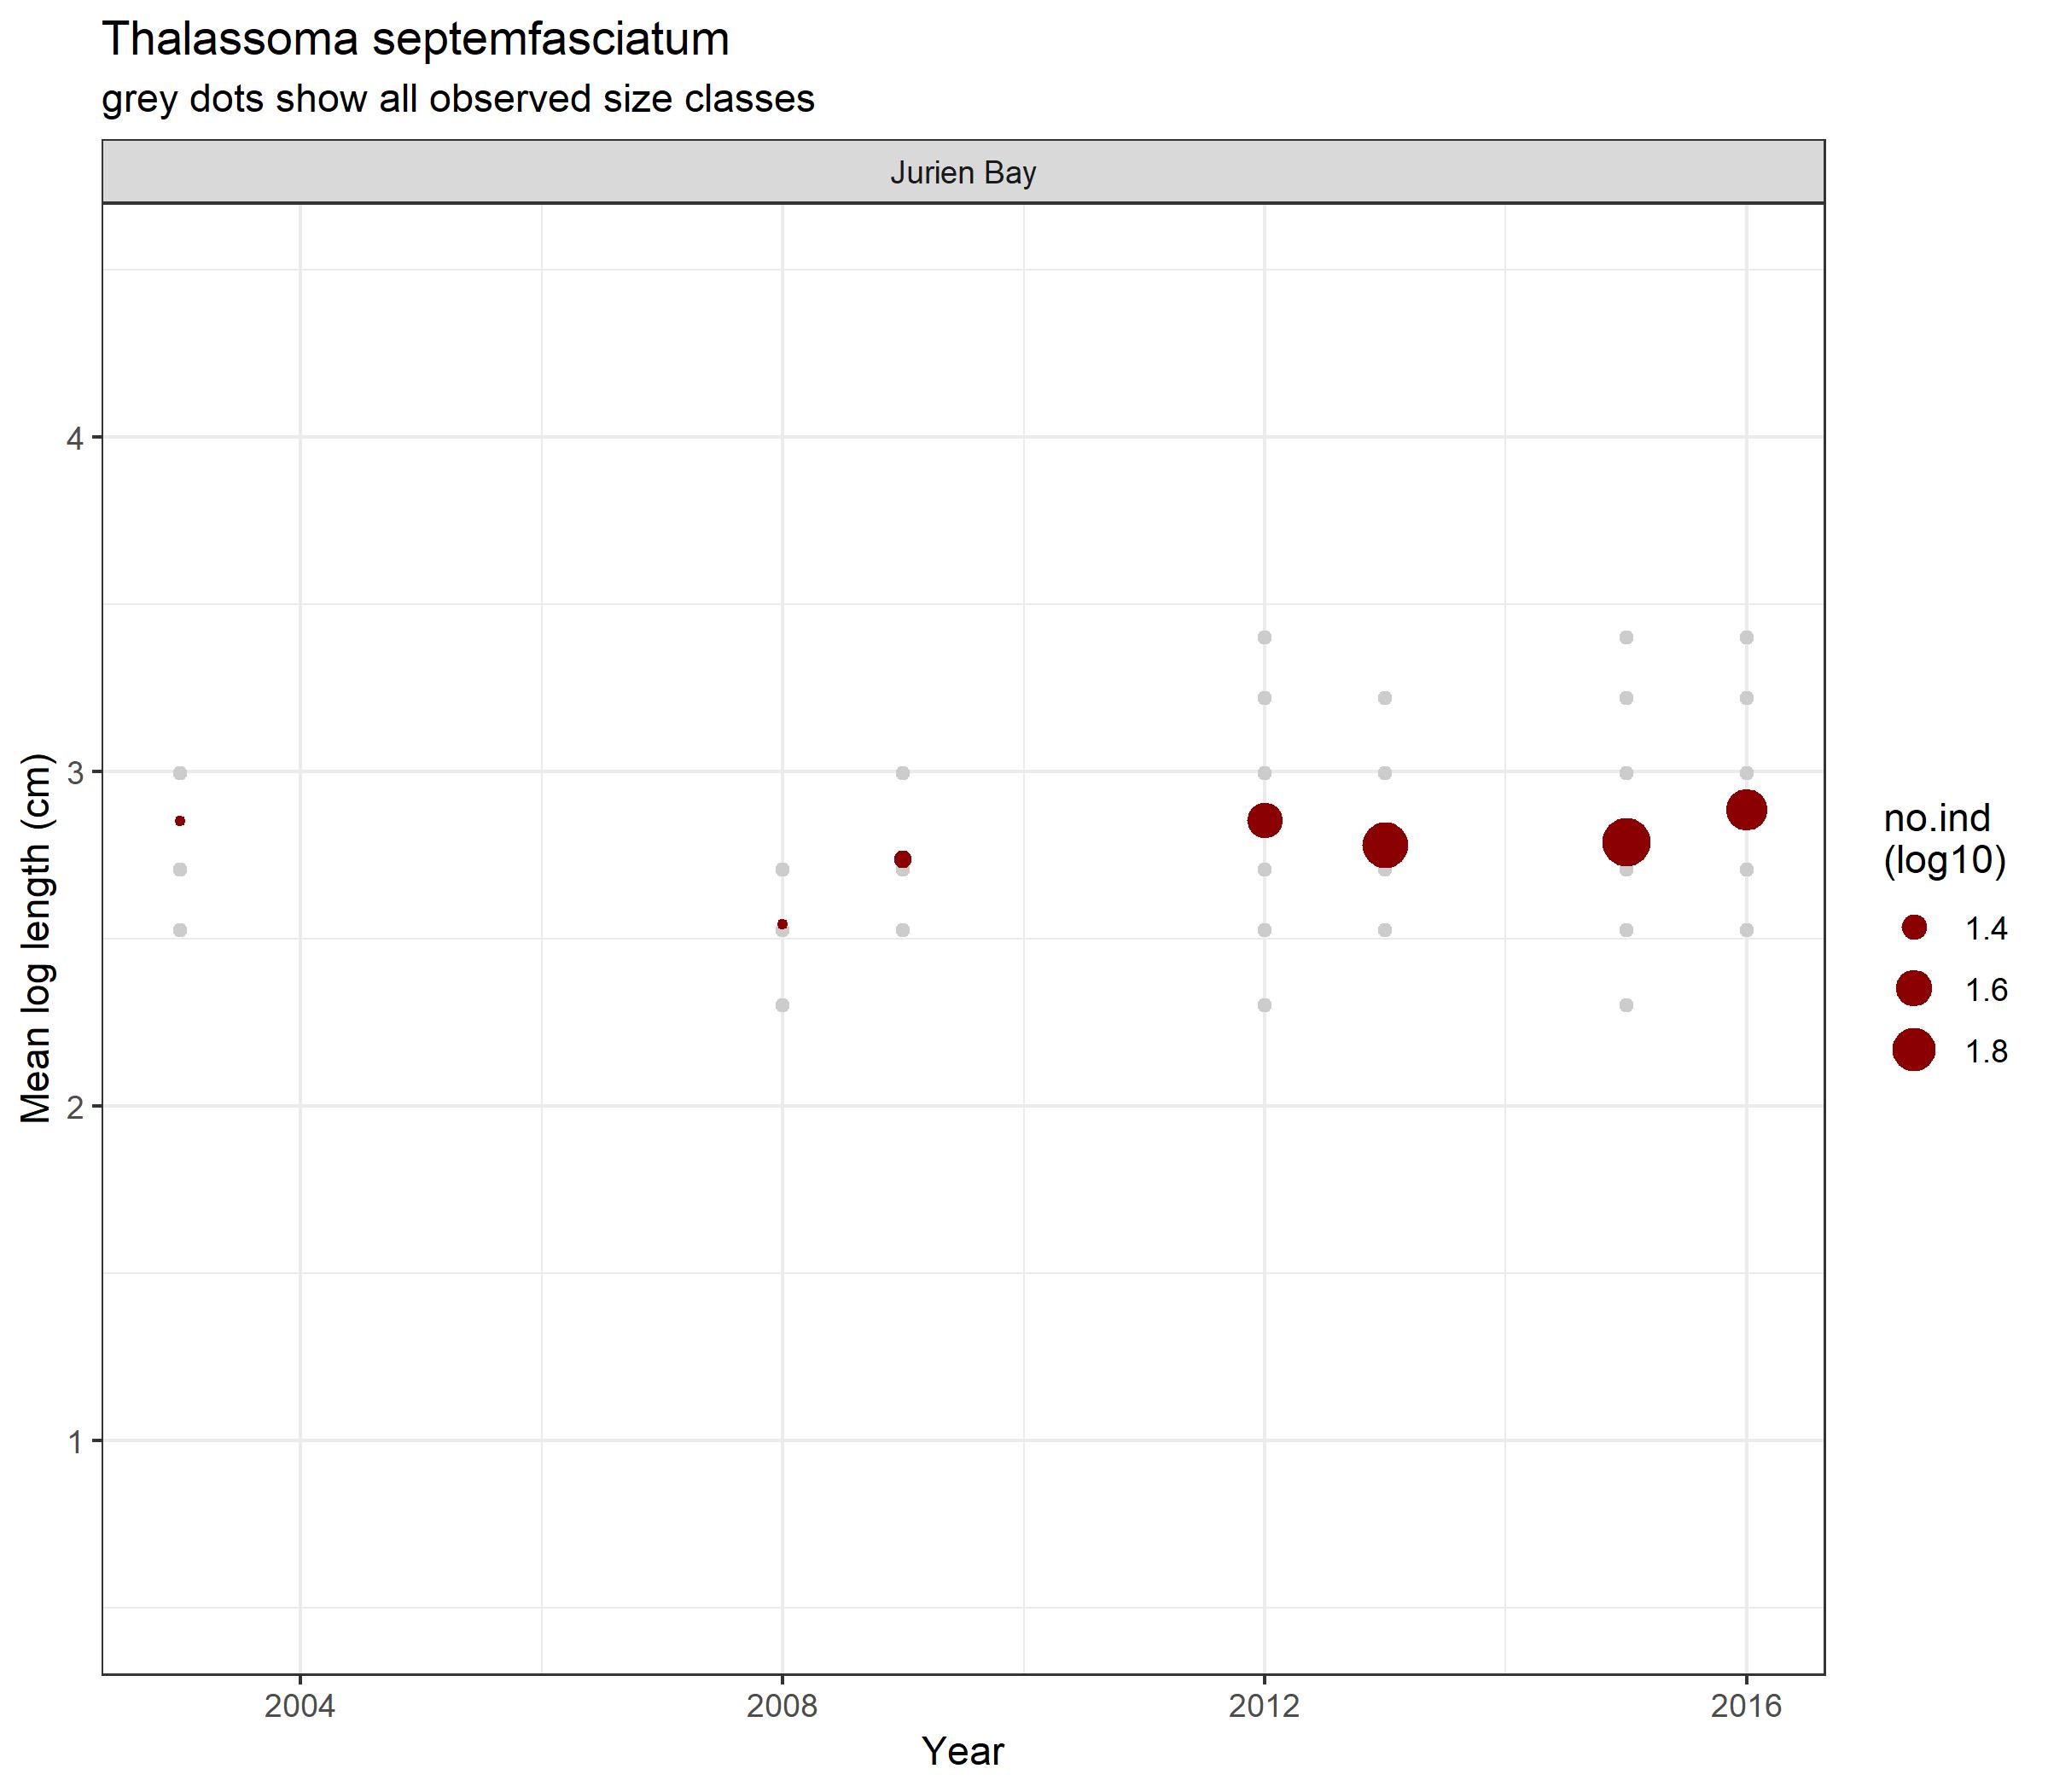 Thalassoma septemfasciatum
grey dots show all observed size classes
Jurien Bay
Mean log length (cm)
4
3
2
1
2004
2008
2012
2016
Year
no.ind
(log10)
1.4
1.6
1.8